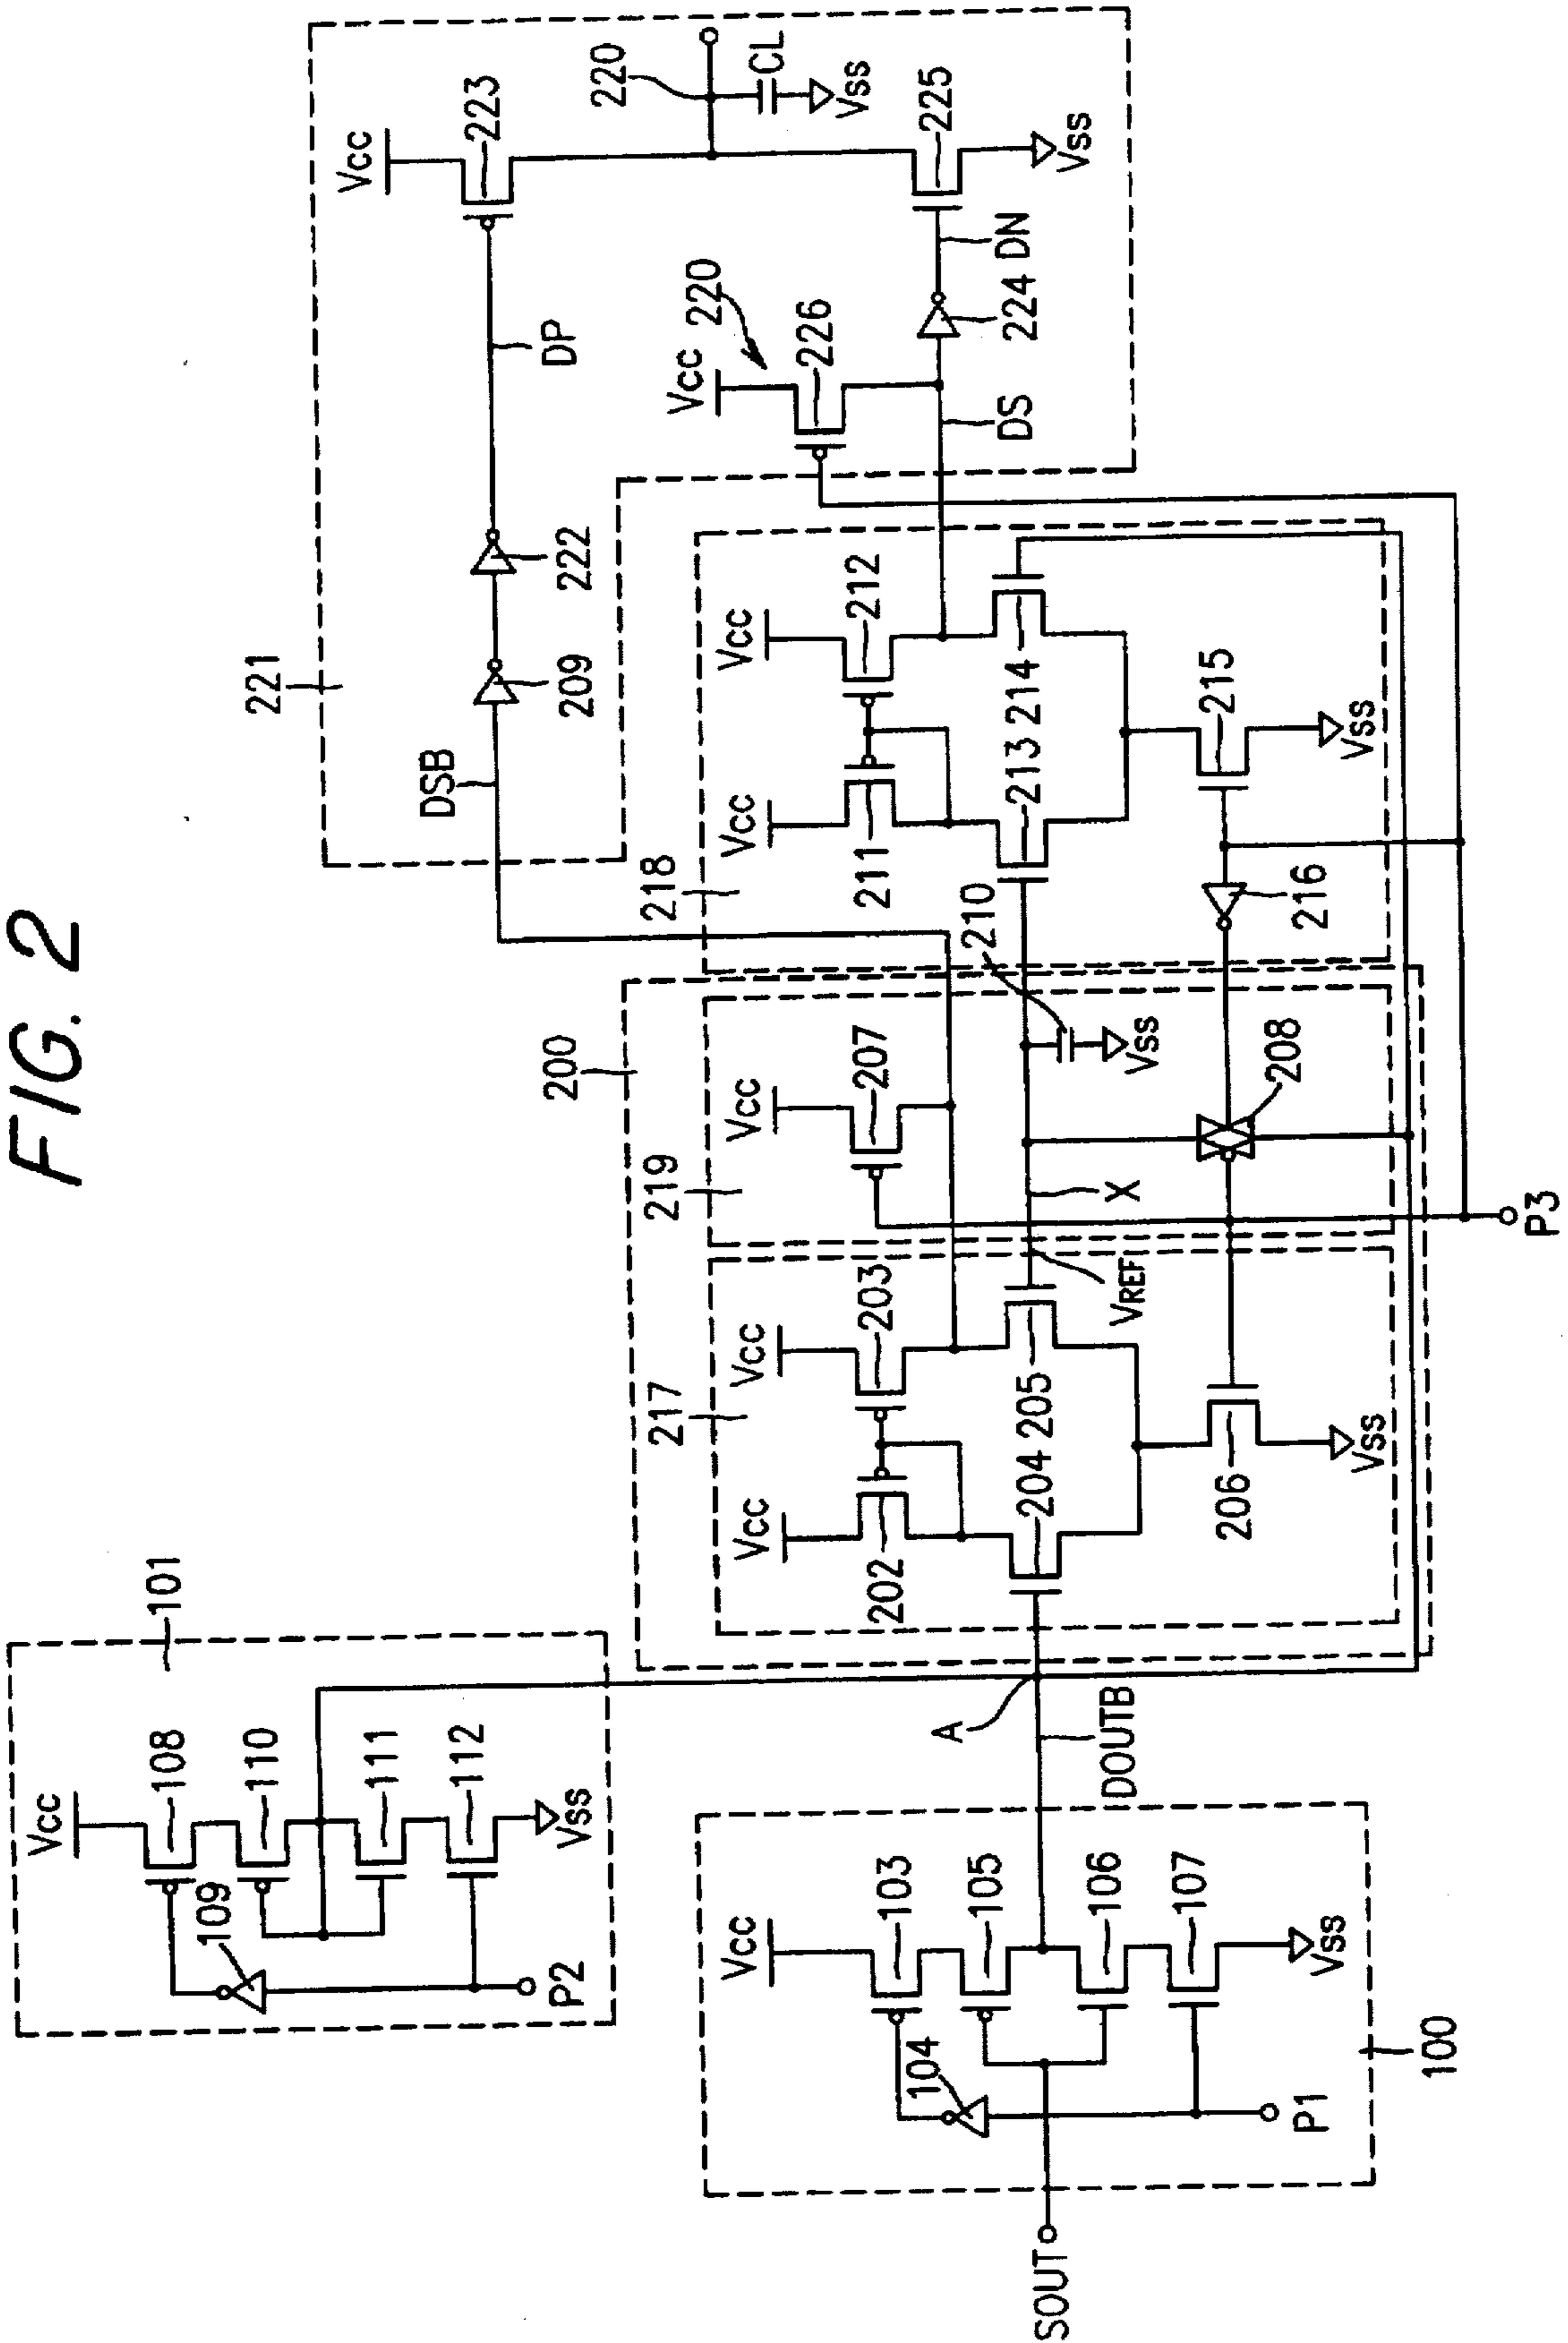 FIG. 2
101
Vcc
108
110
109
111
112
Vss
P2
Vcc
103
105
104
106
107
Vss
P1
100
SOUT
DOUTB
A
200
217
219
218
Vcc
Vcc
202
203
204
205
206
Vss
VREF
X
Vcc
207
208
210
Vss
P3
Vcc
Vcc
211
212
213
214
215
216
Vss
DSB
221
209
222
DP
Vcc
223
220
CL
Vss
225
Vss
DN
224
Vcc
226
220
DS